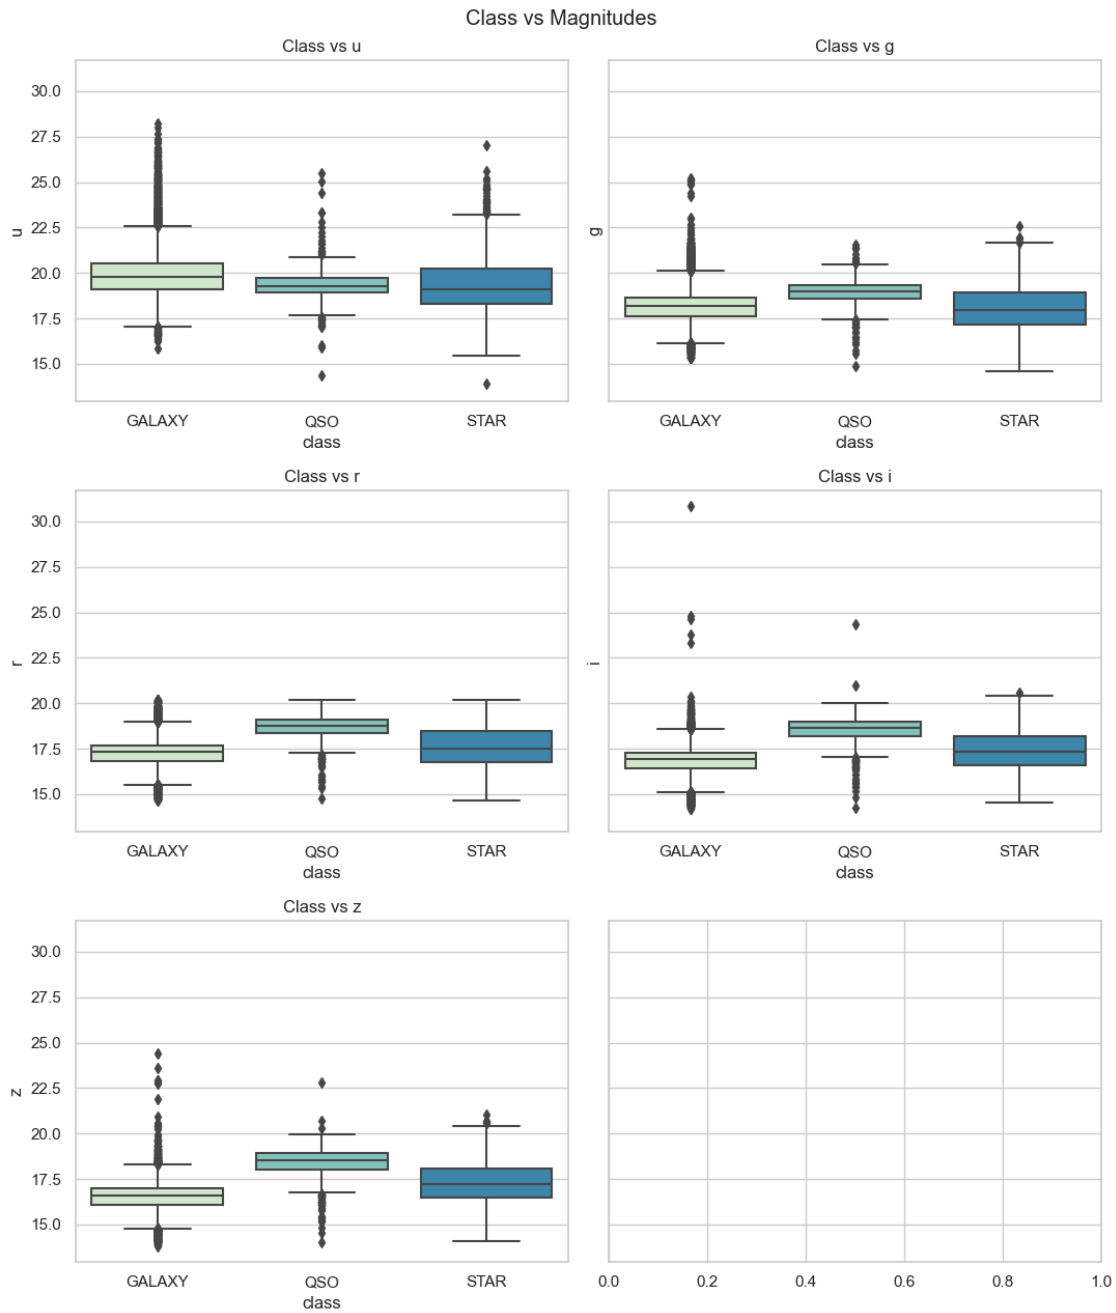 Class vs Magnitudes
Class vs u
Class vs g
30.0
27.5
25.0
22.5
20.0
17.5
15.0
u
g
GALAXY QSO STAR
class
GALAXY QSO STAR
class
Class vs r
Class vs i
30.0
27.5
25.0
22.5
20.0
17.5
15.0
r
i
GALAXY QSO STAR
class
GALAXY QSO STAR
class
Class vs z
30.0
27.5
25.0
22.5
20.0
17.5
15.0
z
GALAXY QSO STAR
class
0.0 0.2 0.4 0.6 0.8 1.0